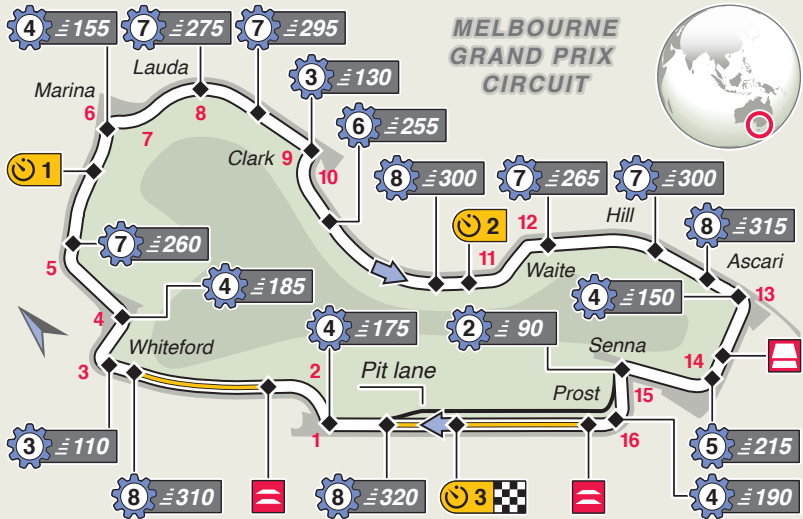 MELBOURNE
GRAND PRIX
CIRCUIT
4 155
7 275
7 295
3 130
Lauda
Marina
6
7
8
Clark
9
10
6 255
1
8 300
7 265
7 300
Hill
12
2
11
Waite
8 315
Ascari
13
7 260
5
4 185
4
4 150
4 175
2 90
Senna
14
Whiteford
3
2
Pit lane
Prost
15
1
16
3 110
5 215
8 310
8 320
3
4 190